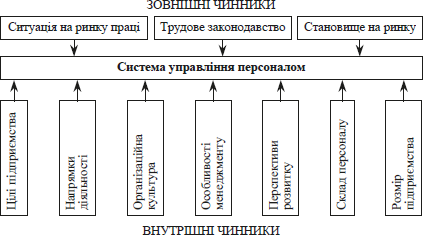 ЗОВНІШНІ ЧИННИКИ
Ситуація на ринку праці
Трудове законодавство
Становище на ринку
Система управління персоналом
Цілі підприємства
Напрямки
діяльності
Організаційна
культура
Особливості
менеджменту
Перспективи
розвитку
Склад персоналу
Розмір
підприємства
ВНУТРІШНІ ЧИННИКИ